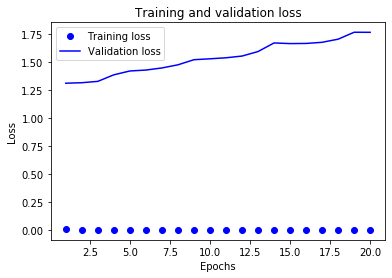 Training and validation loss
Training loss
Validation loss
1.75
1.50
1.25
1.00
0.75
0.50
0.25
0.00
Loss
2.5 5.0 7.5 10.0 12.5 15.0 17.5 20.0
Epochs